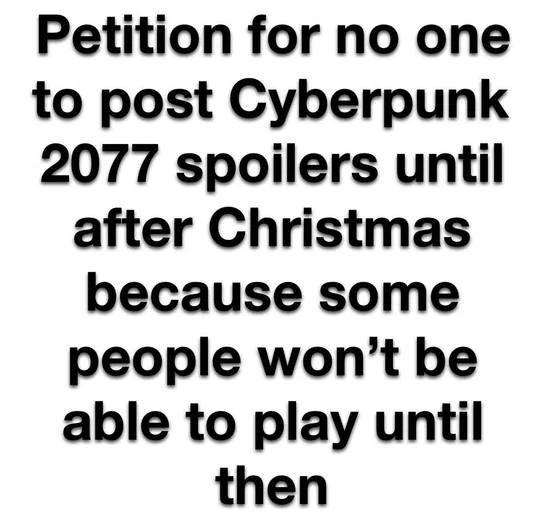 Petition for no one
to post Cyberpunk
2077 spoilers until
after Christmas
because some
people won’t be
able to play until
then